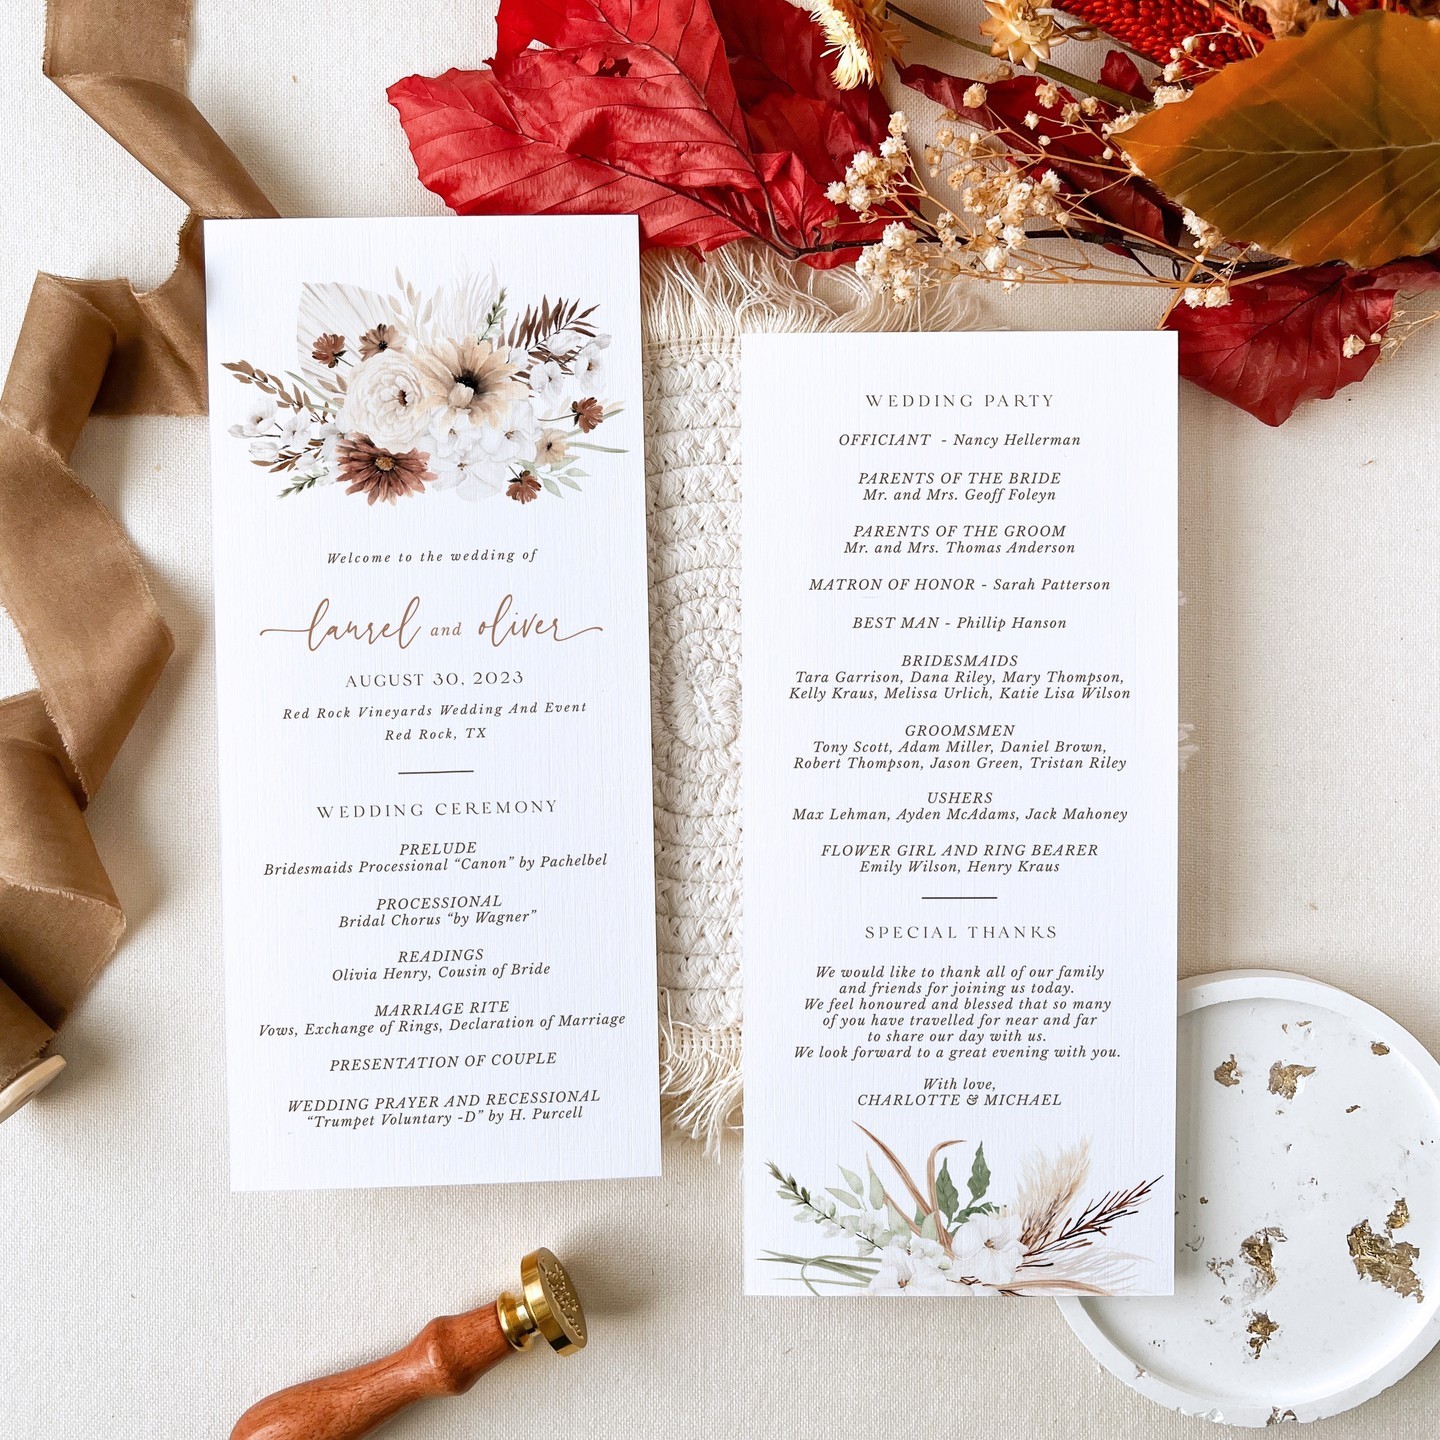 Welcome to the wedding of
laurel and oliver
AUGUST 30, 2023
Red Rock Vineyards Wedding And Event
Red Rock, TX
WEDDING CEREMONY
PRELUDE
Bridesmaids Processional “Canon” by Pachelbel
PROCESSIONAL
Bridal Chorus “by Wagner”
READINGS
Olivia Henry, Cousin of Bride
MARRIAGE RITE
Vows, Exchange of Rings, Declaration of Marriage
PRESENTATION OF COUPLE
WEDDING PRAYER AND RECESSIONAL
“Trumpet Voluntary -D” by H. Purcell
WEDDING PARTY
OFFICIANT - Nancy Hellerman
PARENTS OF THE BRIDE
Mr. and Mrs. Geoff Foleyn
PARENTS OF THE GROOM
Mr. and Mrs. Thomas Anderson
MATRON OF HONOR - Sarah Patterson
BEST MAN - Phillip Hanson
BRIDESMAIDS
Tara Garrison, Dana Riley, Mary Thompson,
Kelly Kraus, Melissa Urlich, Katie Lisa Wilson
GROOMSMEN
Tony Scott, Adam Miller, Daniel Brown,
Robert Thompson, Jason Green, Tristan Riley
USHERS
Max Lehman, Ayden McAdams, Jack Mahoney
FLOWER GIRL AND RING BEARER
Emily Wilson, Henry Kraus
SPECIAL THANKS
We would like to thank all of our family
and friends for joining us today.
We feel honoured and blessed that so many
of you have travelled for near and far
to share our day with us.
We look forward to a great evening with you.
With love,
CHARLOTTE & MICHAEL